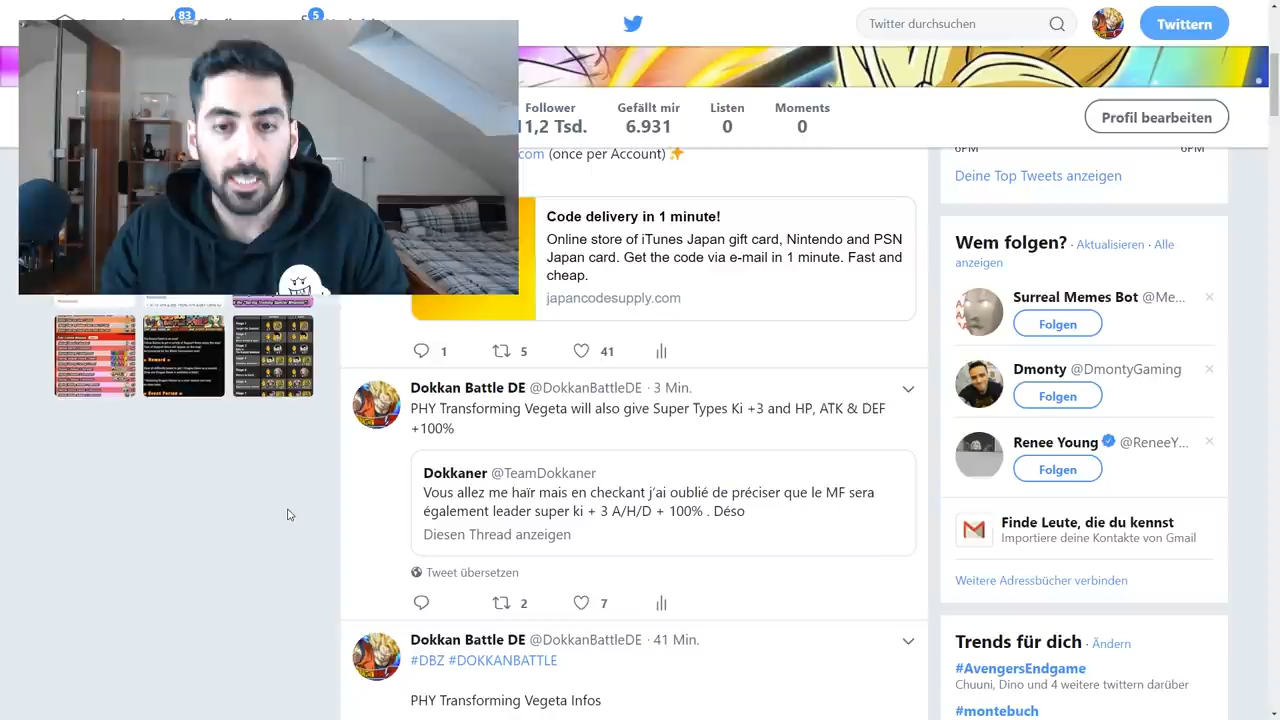 83
5
Twitter durchsuchen
Twittern
Follower
Gefällt mir
Listen
Moments
11,2 Tsd.
6.931
0
0
Profil bearbeiten
.com (once per Account) ✨
6PM
6PM
Deine Top Tweets anzeigen
Code delivery in 1 minute!
Online store of iTunes Japan gift card, Nintendo and PSN
Japan card. Get the code via e-mail in 1 minute. Fast and
cheap.
japancodesupply.com
1
5
41
Dokkan Battle DE @DokkanBattleDE · 3 Min.
PHY Transforming Vegeta will also give Super Types Ki +3 and HP, ATK & DEF
+100%
Dokkaner @TeamDokkaner
Vous allez me haïr mais en checkant j'ai oublié de préciser que le MF sera
également leader super ki + 3 A/H/D + 100% . Déso
Diesen Thread anzeigen
Tweet übersetzen
2
7
Dokkan Battle DE @DokkanBattleDE · 41 Min.
#DBZ #DOKKANBATTLE
PHY Transforming Vegeta Infos
Wem folgen? · Aktualisieren · Alle
anzeigen
Surreal Memes Bot @Me...
Folgen
Dmonty @DmontyGaming
Folgen
Renee Young @ReneeY...
Folgen
Finde Leute, die du kennst
Importiere deine Kontakte von Gmail
Weitere Adressbücher verbinden
Trends für dich · Ändern
#AvengersEndgame
Chuuni, Dino und 4 weitere twittern darüber
#montebuch